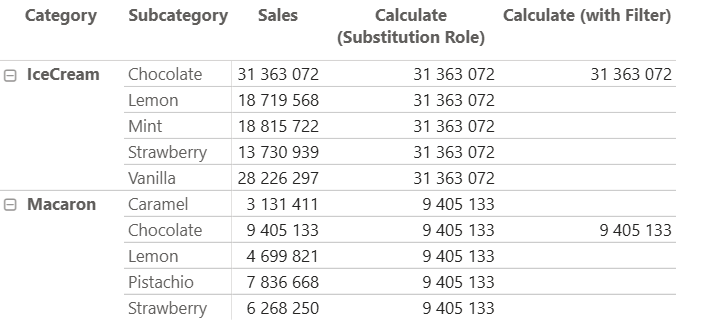 Category Subcategory Sales Calculate Calculate (with Filter)
(Substitution Role)
IceCream Chocolate 31 363 072 31 363 072 31 363 072
Lemon 18 719 568 31 363 072
Mint 18 815 722 31 363 072
Strawberry 13 730 939 31 363 072
Vanilla 28 226 297 31 363 072
Macaron Caramel 3 131 411 9 405 133
Chocolate 9 405 133 9 405 133 9 405 133
Lemon 4 699 821 9 405 133
Pistachio 7 836 668 9 405 133
Strawberry 6 268 250 9 405 133